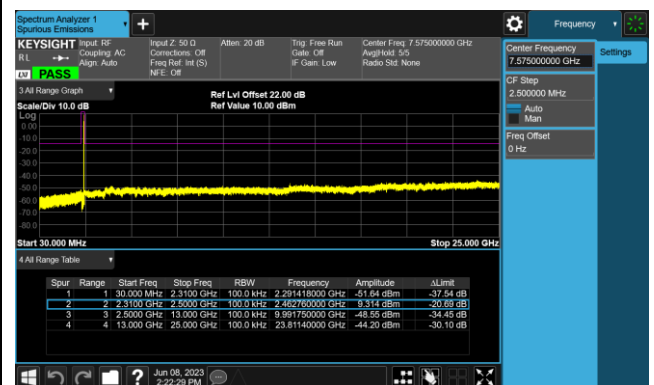 Spectrum Analyzer 1
Spurious Emissions
Frequency
KEYSIGHT
RL
LXI PASS
Input: RF
Coupling: AC
Align: Auto
Input Z: 50 Ω
Corrections: Off
Freq Ref: Int (S)
NFE: Off
Atten: 20 dB
Trig: Free Run
Gate: Off
IF Gain: Low
Center Freq: 7.575000000 GHz
Avg|Hold: 5/5
Radio Std: None
Center Frequency
7.575000000 GHz
Settings
CF Step
2.500000 MHz
Auto
Man
Freq Offset
0 Hz
3 All Range Graph
Scale/Div 10.0 dB
Ref Lvl Offset 22.00 dB
Ref Value 10.00 dBm
Log
0.00
-10.0
-20.0
-30.0
-40.0
-50.0
-60.0
-70.0
-80.0
Start 30.000 MHz
Stop 25.000 GHz
4 All Range Table
Spur Range Start Freq Stop Freq RBW Frequency Amplitude ΔLimit
1 1 30.000 MHz 2.3100 GHz 100.0 kHz 2.291418000 GHz -51.64 dBm -37.54 dB
2 2 2.3100 GHz 2.5000 GHz 100.0 kHz 2.462760000 GHz 9.314 dBm -20.69 dB
3 3 2.5000 GHz 13.000 GHz 100.0 kHz 9.991750000 GHz -48.55 dBm -34.45 dB
4 4 13.000 GHz 25.000 GHz 100.0 kHz 23.81140000 GHz -44.20 dBm -30.10 dB
?
Jun 08, 2023
2:22:29 PM